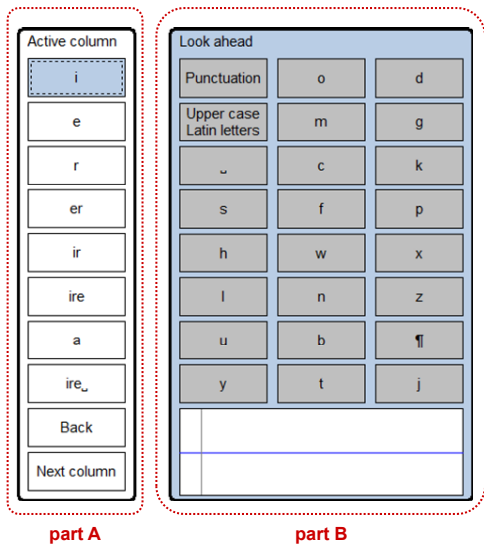 Active column
i
e
r
er
ir
ire
a
ire␣
Back
Next column
Look ahead
Punctuation o d
Upper case m g
Latin letters
␣ c k
s f p
h w x
l n z
u b ¶
y t j
part A part B